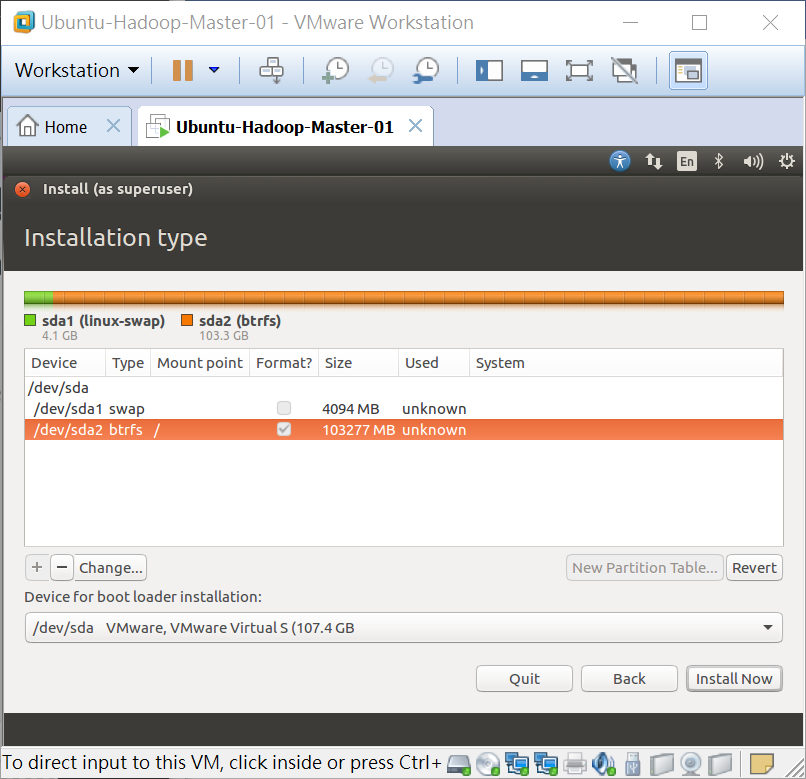 Ubuntu-Hadoop-Master-01 - VMware Workstation
Workstation
Home Ubuntu-Hadoop-Master-01
En
Install (as superuser)
Installation type
sda1 (linux-swap) sda2 (btrfs)
4.1 GB 103.3 GB
Device Type Mount point Format? Size Used System
/dev/sda
/dev/sda1 swap 4094 MB unknown
/dev/sda2 btrfs / 103277 MB unknown
+ − Change... New Partition Table... Revert
Device for boot loader installation:
/dev/sda VMware, VMware Virtual S (107.4 GB
Quit Back Install Now
To direct input to this VM, click inside or press Ctrl+